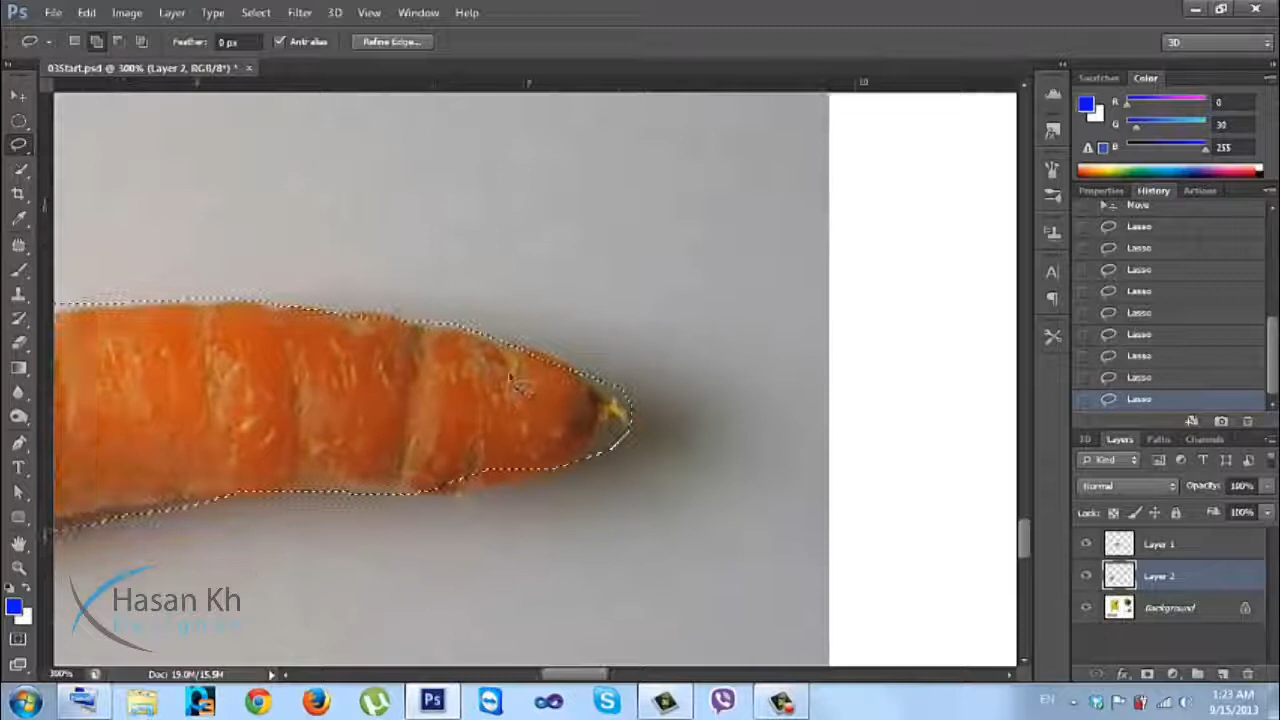 Ps File Edit Image Layer Type Select Filter 3D View Window Help
Feather: 0 px Anti-alias Refine Edge... 3D
03Start.psd @ 300% (Layer 2, RGB/8*) * ×
Swatches Color
R 0
G 30
B 255
Properties History Actions
Move
Lasso
Lasso
Lasso
Lasso
Lasso
Lasso
Lasso
Lasso
Lasso
3D Layers Paths Channels
Kind
Normal Opacity: 100%
Lock: Fill: 100%
Layer 1
Layer 2
Background
Hasan Kh
Designer
300% Doc: 19.0M/15.5M
EN 1:23 AM
9/15/2013